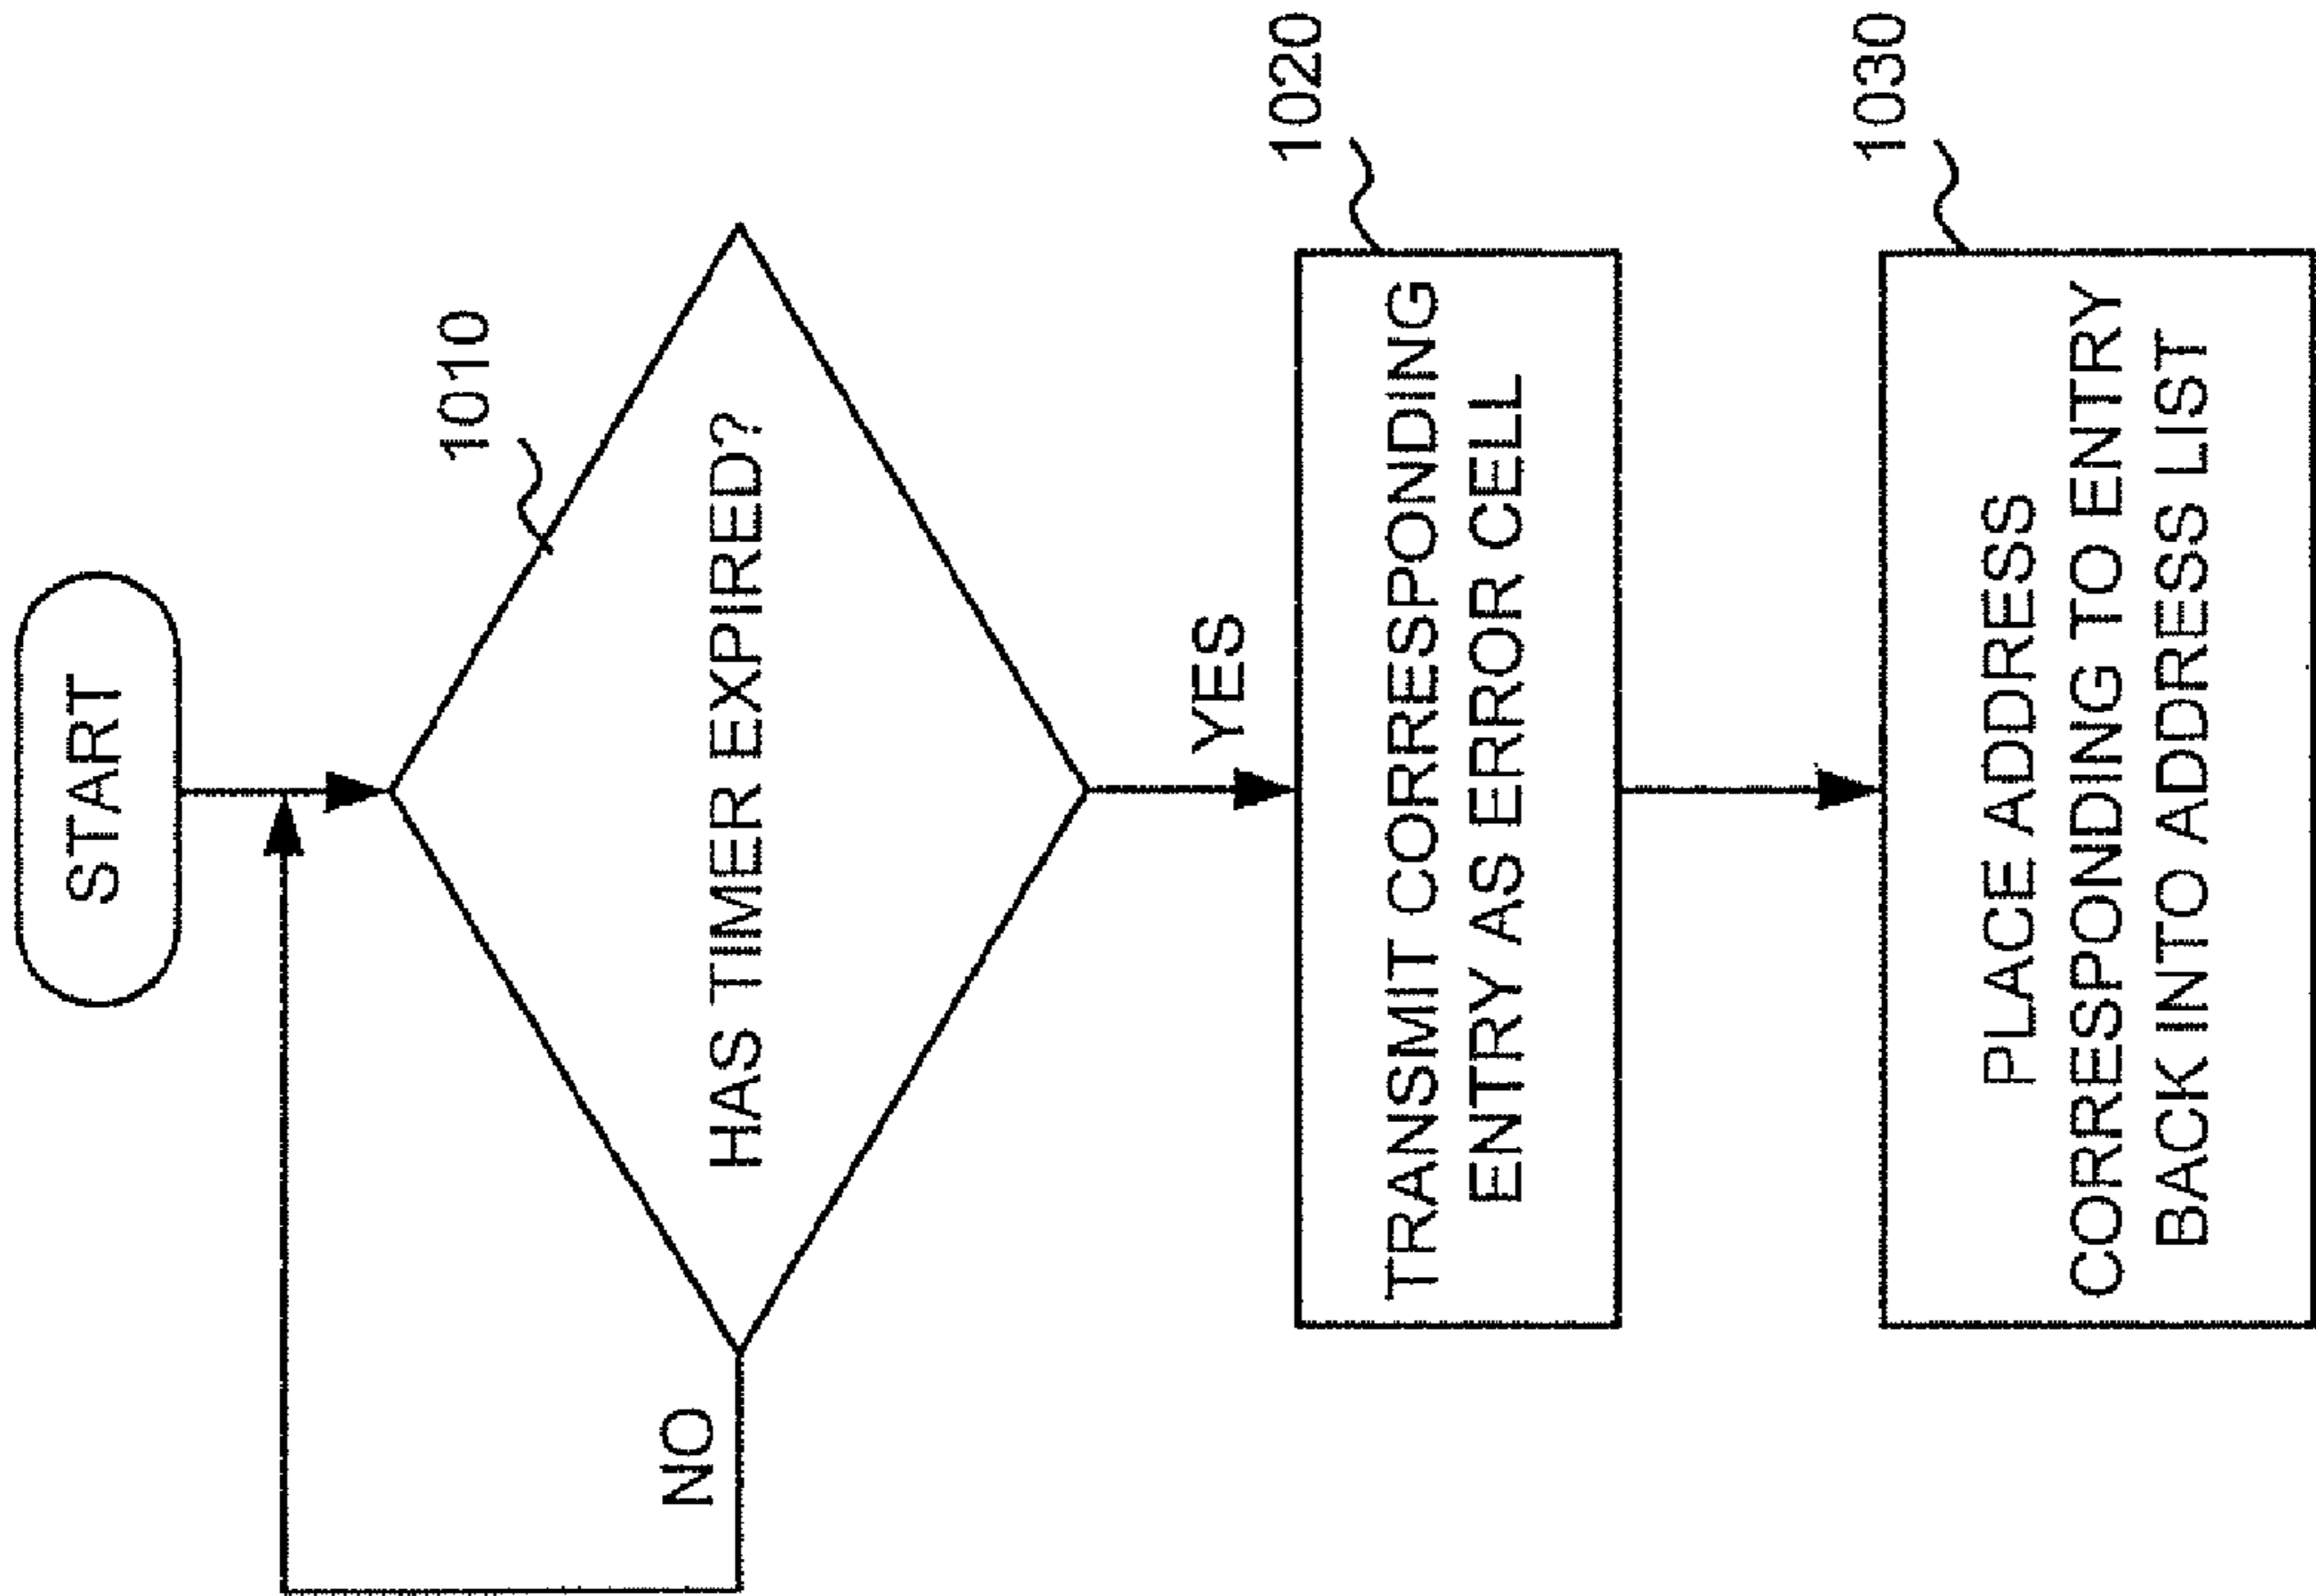 START
1010
HAS TIMER EXPIRED?
NO
YES
1020
TRANSMIT CORRESPONDING
ENTRY AS ERROR CELL
1030
PLACE ADDRESS
CORRESPONDING TO ENTRY
BACK INTO ADDRESS LIST